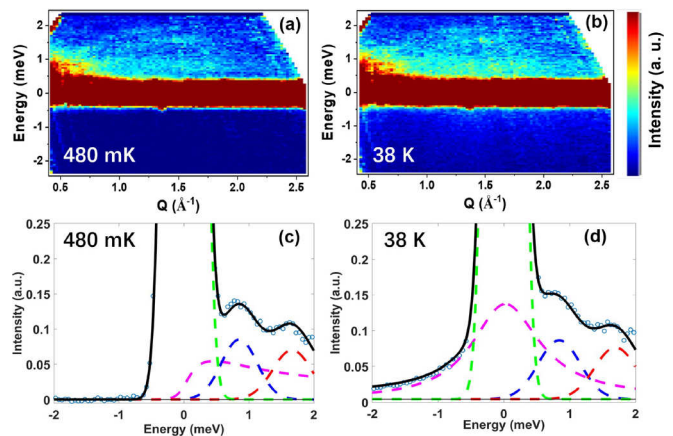 (a)
(b)
Energy (meV)
2
1
0
-1
-2
480 mK
0.5
1.0
1.5
2.0
2.5
Q (Å⁻¹)
Energy (meV)
2
1
0
-1
-2
38 K
0.5
1.0
1.5
2.0
2.5
Q (Å⁻¹)
Intensity (a. u.)
480 mK
(c)
Intensity (a.u.)
0.25
0.2
0.15
0.1
0.05
0
-2
-1
0
1
2
Energy (meV)
38 K
(d)
Intensity (a.u.)
0.25
0.2
0.15
0.1
0.05
0
-2
-1
0
1
2
Energy (meV)